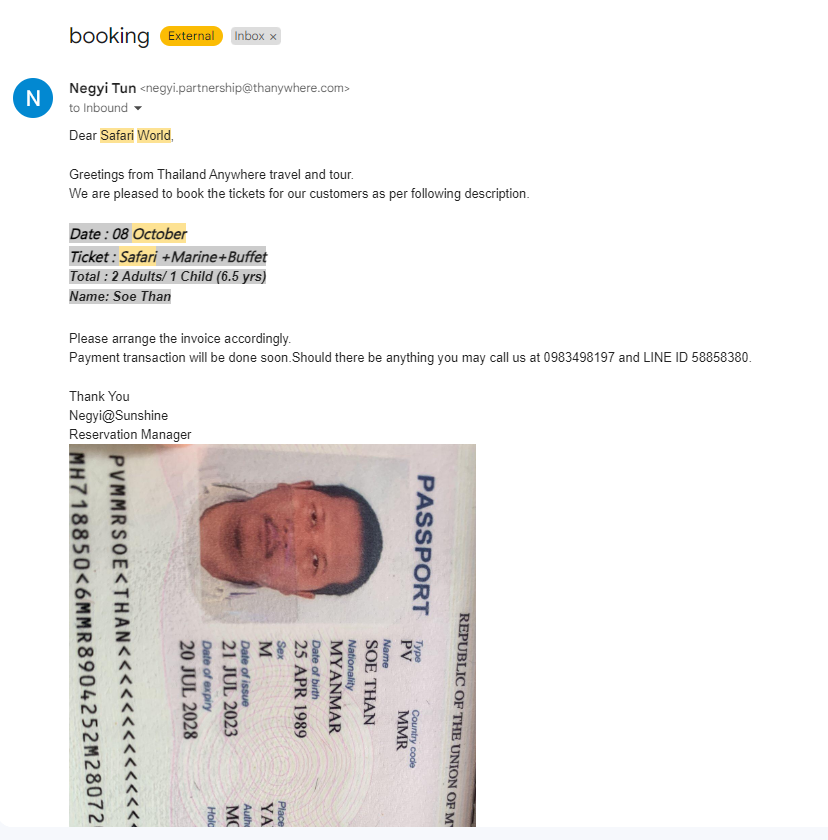 booking External Inbox ×
N
Negyi Tun <negyi.partnership@thanywhere.com>
to Inbound
Dear Safari World,
Greetings from Thailand Anywhere travel and tour.
We are pleased to book the tickets for our customers as per following description.
Date : 08 October
Ticket : Safari +Marine+Buffet
Total : 2 Adults/ 1 Child (6.5 yrs)
Name: Soe Than
Please arrange the invoice accordingly.
Payment transaction will be done soon.Should there be anything you may call us at 0983498197 and LINE ID 58858380.
Thank You
Negyi@Sunshine
Reservation Manager
REPUBLIC OF THE UNION OF
PASSPORT
Type Country code
PV MMR
Name
SOE THAN
Nationality
MYANMAR
Date of birth
25 APR 1989
Sex Place
M YA
Date of issue Auth
21 JUL 2023 MO
Date of expiry Hol
20 JUL 2028
PVMMRSOE<THAN<<<<<<<<<<<<<
MH718850<6MMR8904252M28072